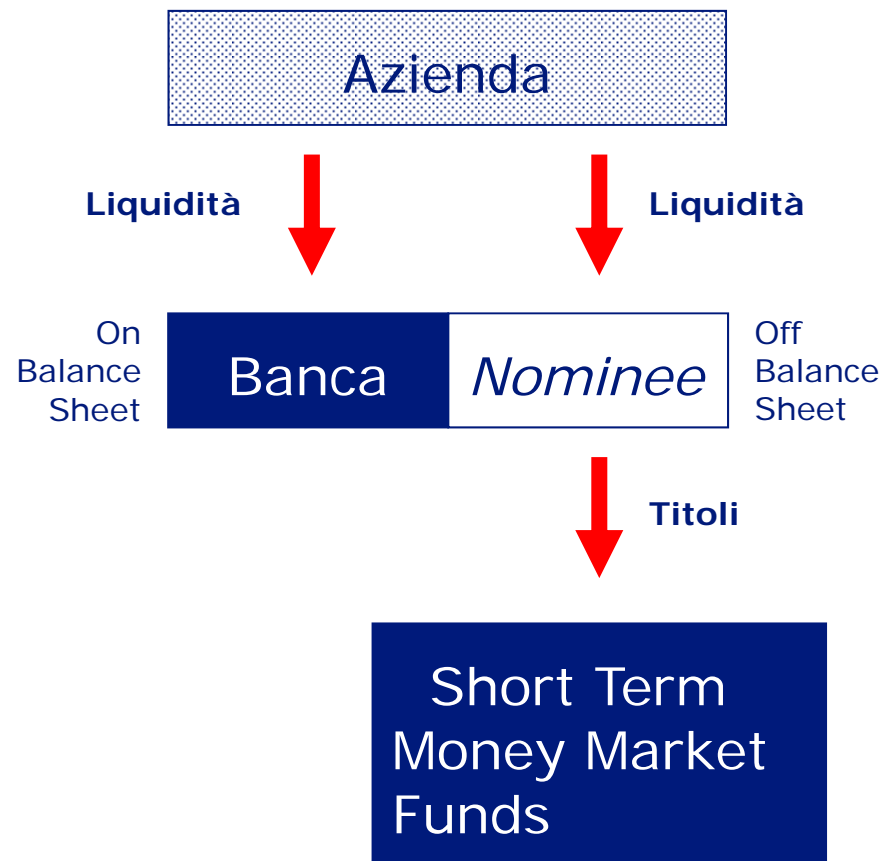 Azienda
Liquidità
Liquidità
On
Balance
Sheet
Banca
Nominee
Off
Balance
Sheet
Titoli
Short Term
Money Market
Funds